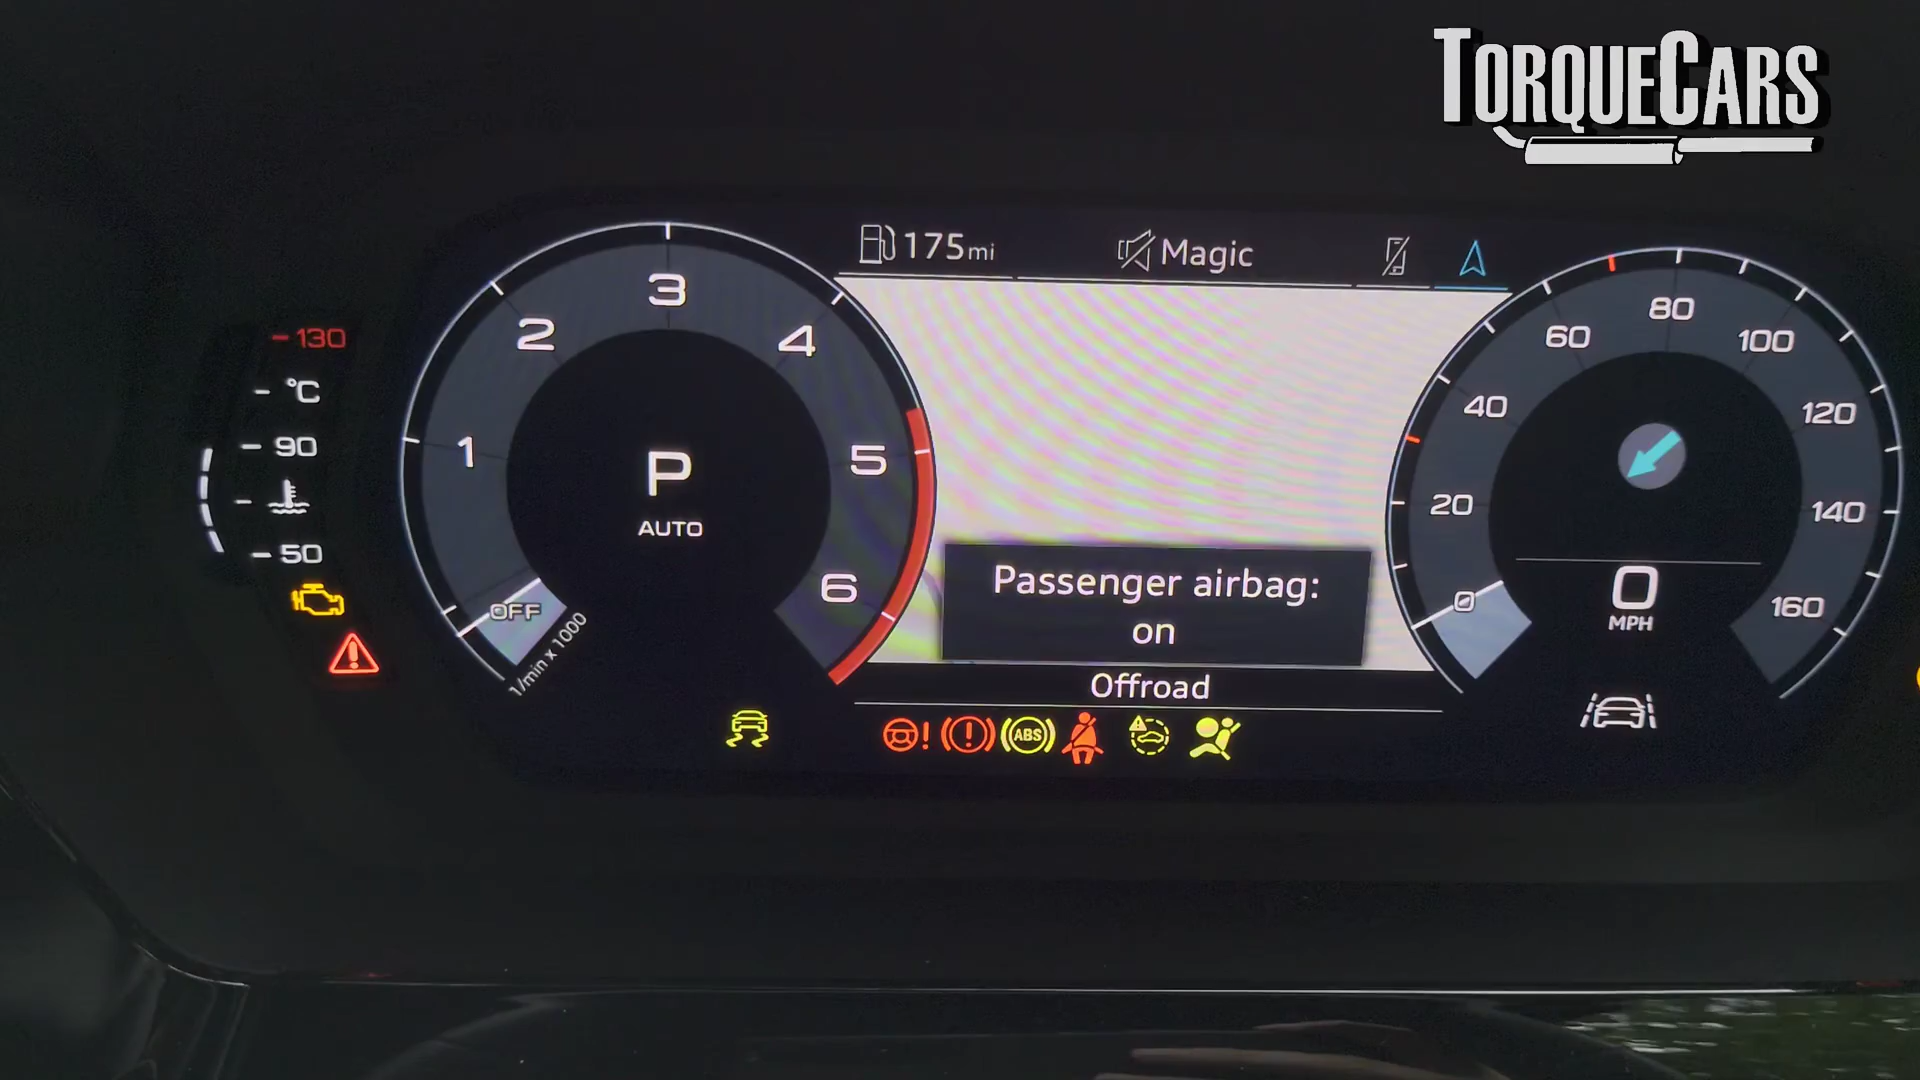 TORQUECARS
175mi
Magic
-130
- °C
- 90
- 50
1
2
3
4
5
6
OFF
1/min x 1000
P
AUTO
Passenger airbag:
on
Offroad
ABS
0
20
40
60
80
100
120
140
160
0
MPH